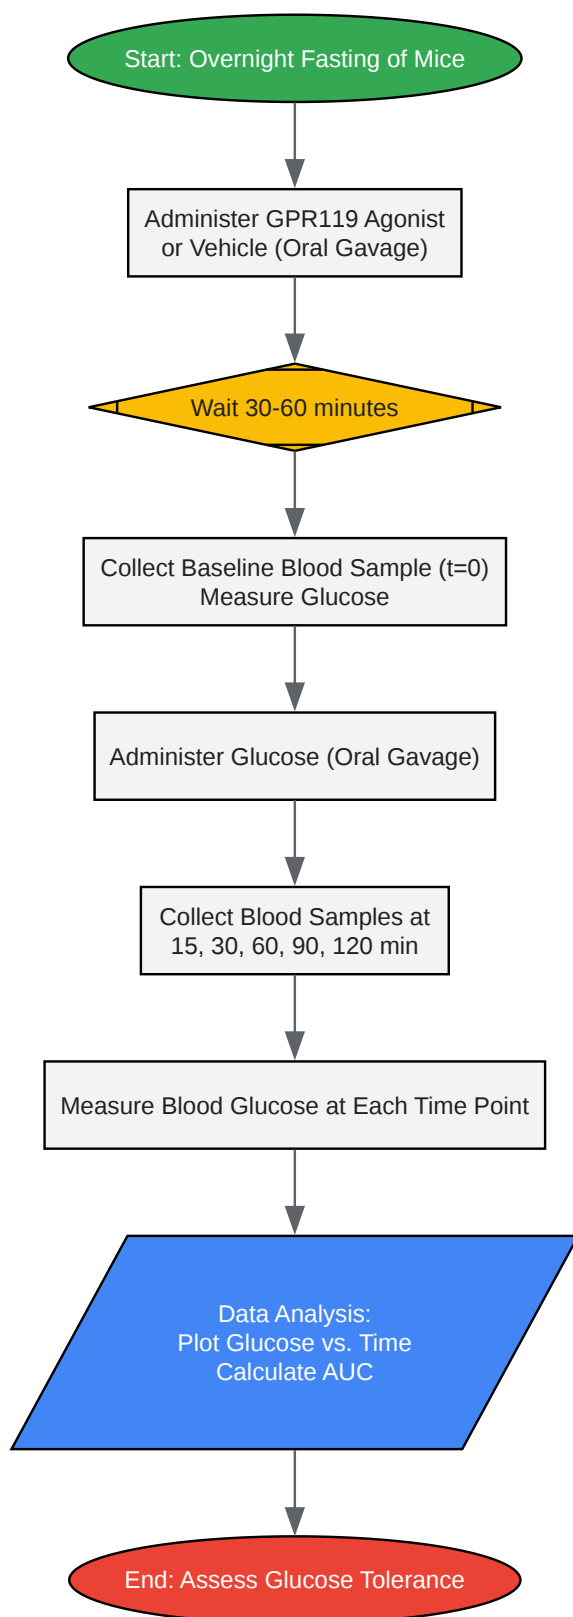 Start: Overnight Fasting of Mice
Administer GPR119 Agonist
or Vehicle (Oral Gavage)
Wait 30-60 minutes
Collect Baseline Blood Sample (t=0)
Measure Glucose
Administer Glucose (Oral Gavage)
Collect Blood Samples at
15, 30, 60, 90, 120 min
Measure Blood Glucose at Each Time Point
Data Analysis:
Plot Glucose vs. Time
Calculate AUC
End: Assess Glucose Tolerance